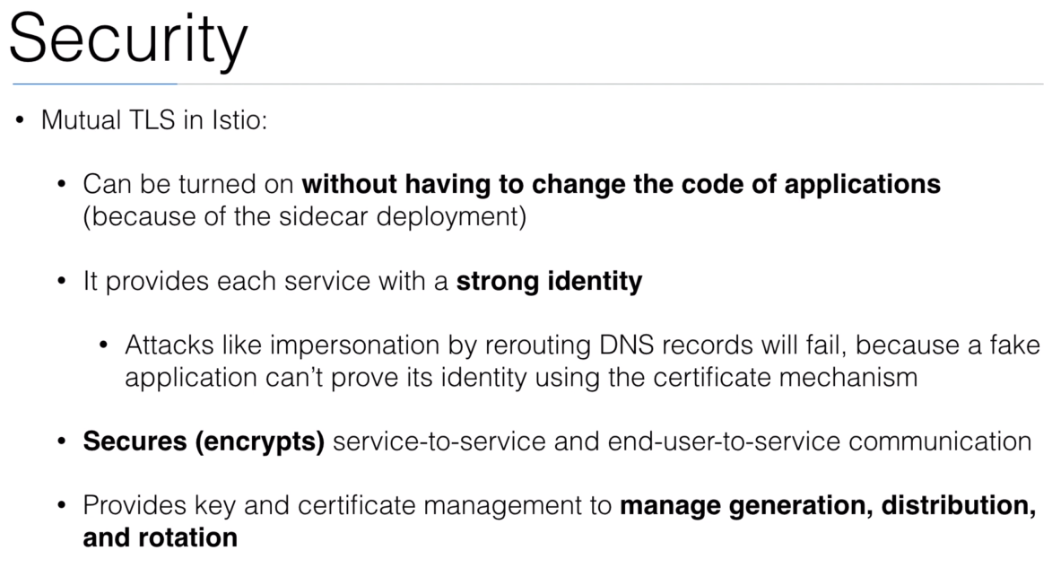 Security
• Mutual TLS in Istio:
• Can be turned on without having to change the code of applications
(because of the sidecar deployment)
• It provides each service with a strong identity
• Attacks like impersonation by rerouting DNS records will fail, because a fake
application can't prove its identity using the certificate mechanism
• Secures (encrypts) service-to-service and end-user-to-service communication
• Provides key and certificate management to manage generation, distribution,
and rotation